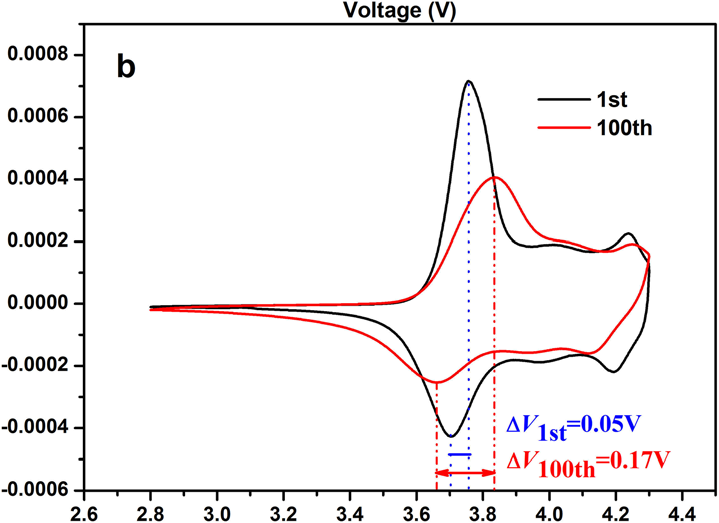 Voltage (V)
b
1st
100th
0.0008
0.0006
0.0004
0.0002
0.0000
-0.0002
-0.0004
-0.0006
ΔV1st=0.05V
ΔV100th=0.17V
2.6 2.8 3.0 3.2 3.4 3.6 3.8 4.0 4.2 4.4